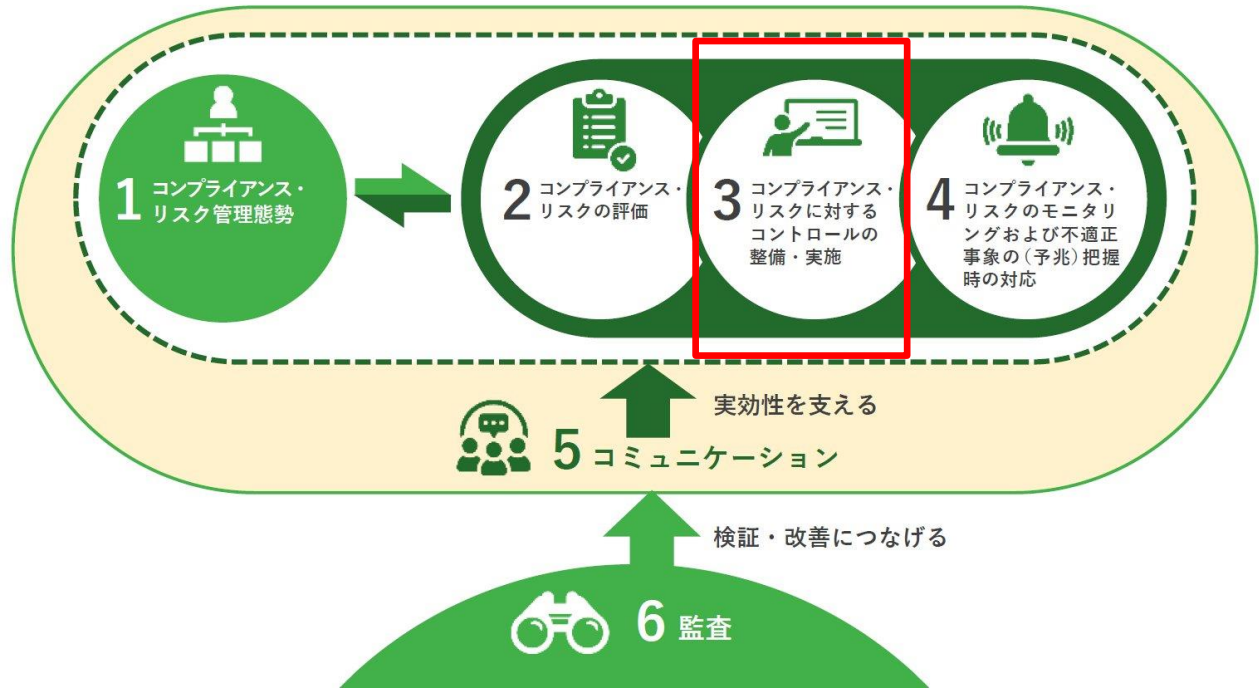 1 コンプライアンス・
リスク管理態勢
2 コンプライアンス・
リスクの評価
3 コンプライアンス・
リスクに対する
コントロールの
整備・実施
4 コンプライアンス・
リスクのモニタリ
ングおよび不適正
事象の(予兆)把握
時の対応
実効性を支える
5 コミュニケーション
検証・改善につなげる
6 監査